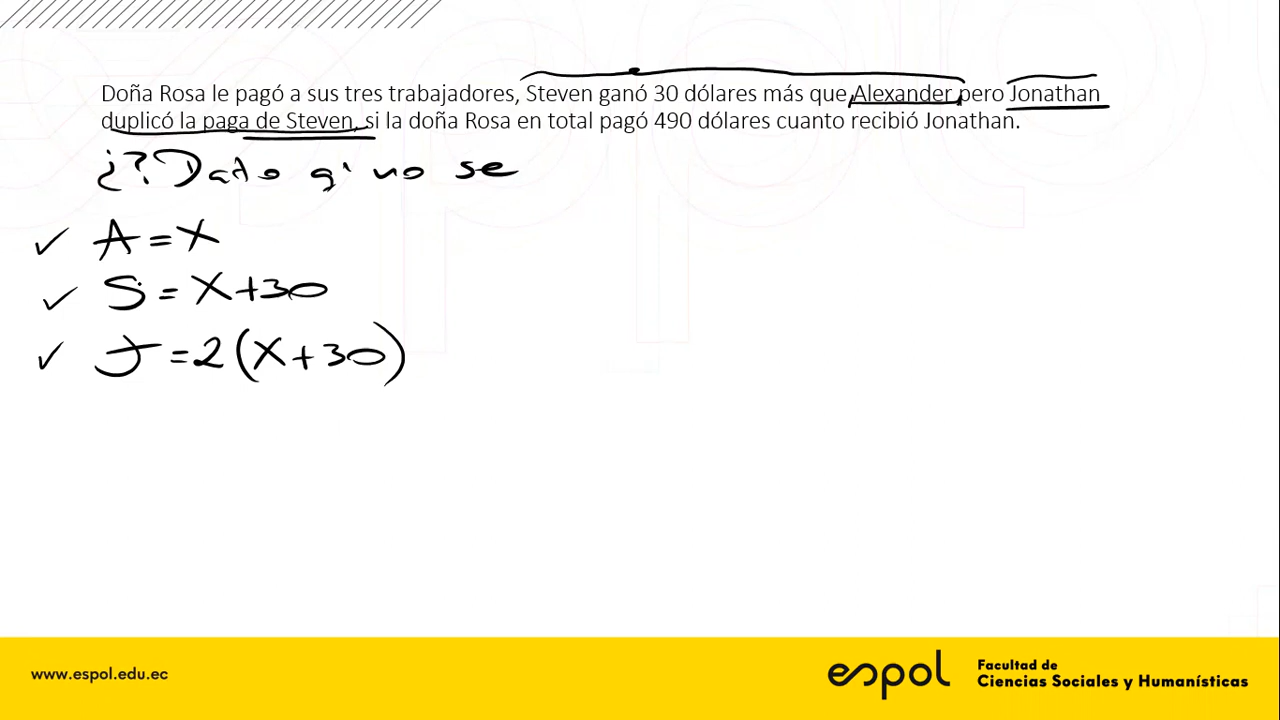 Doña Rosa le pagó a sus tres trabajadores, Steven ganó 30 dólares más que Alexander pero Jonathan
duplicó la paga de Steven, si la doña Rosa en total pagó 490 dólares cuanto recibió Jonathan.
¿? Dato q' no se
✓ A = X
✓ S = X+30
✓ J = 2(X+30)
www.espol.edu.ec
espol
Facultad de
Ciencias Sociales y Humanísticas